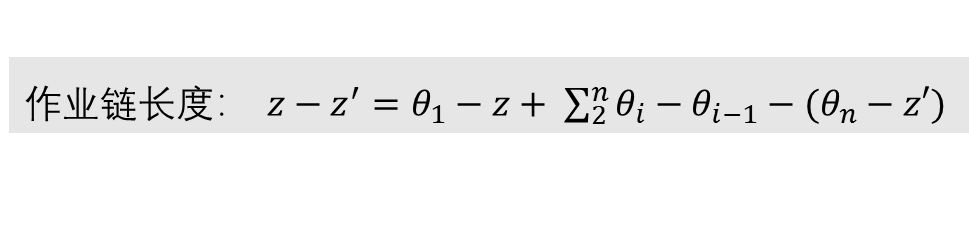 作业链长度： z − z′ = θ₁ − z + ∑₂ⁿ θᵢ − θᵢ₋₁ − (θₙ − z′)